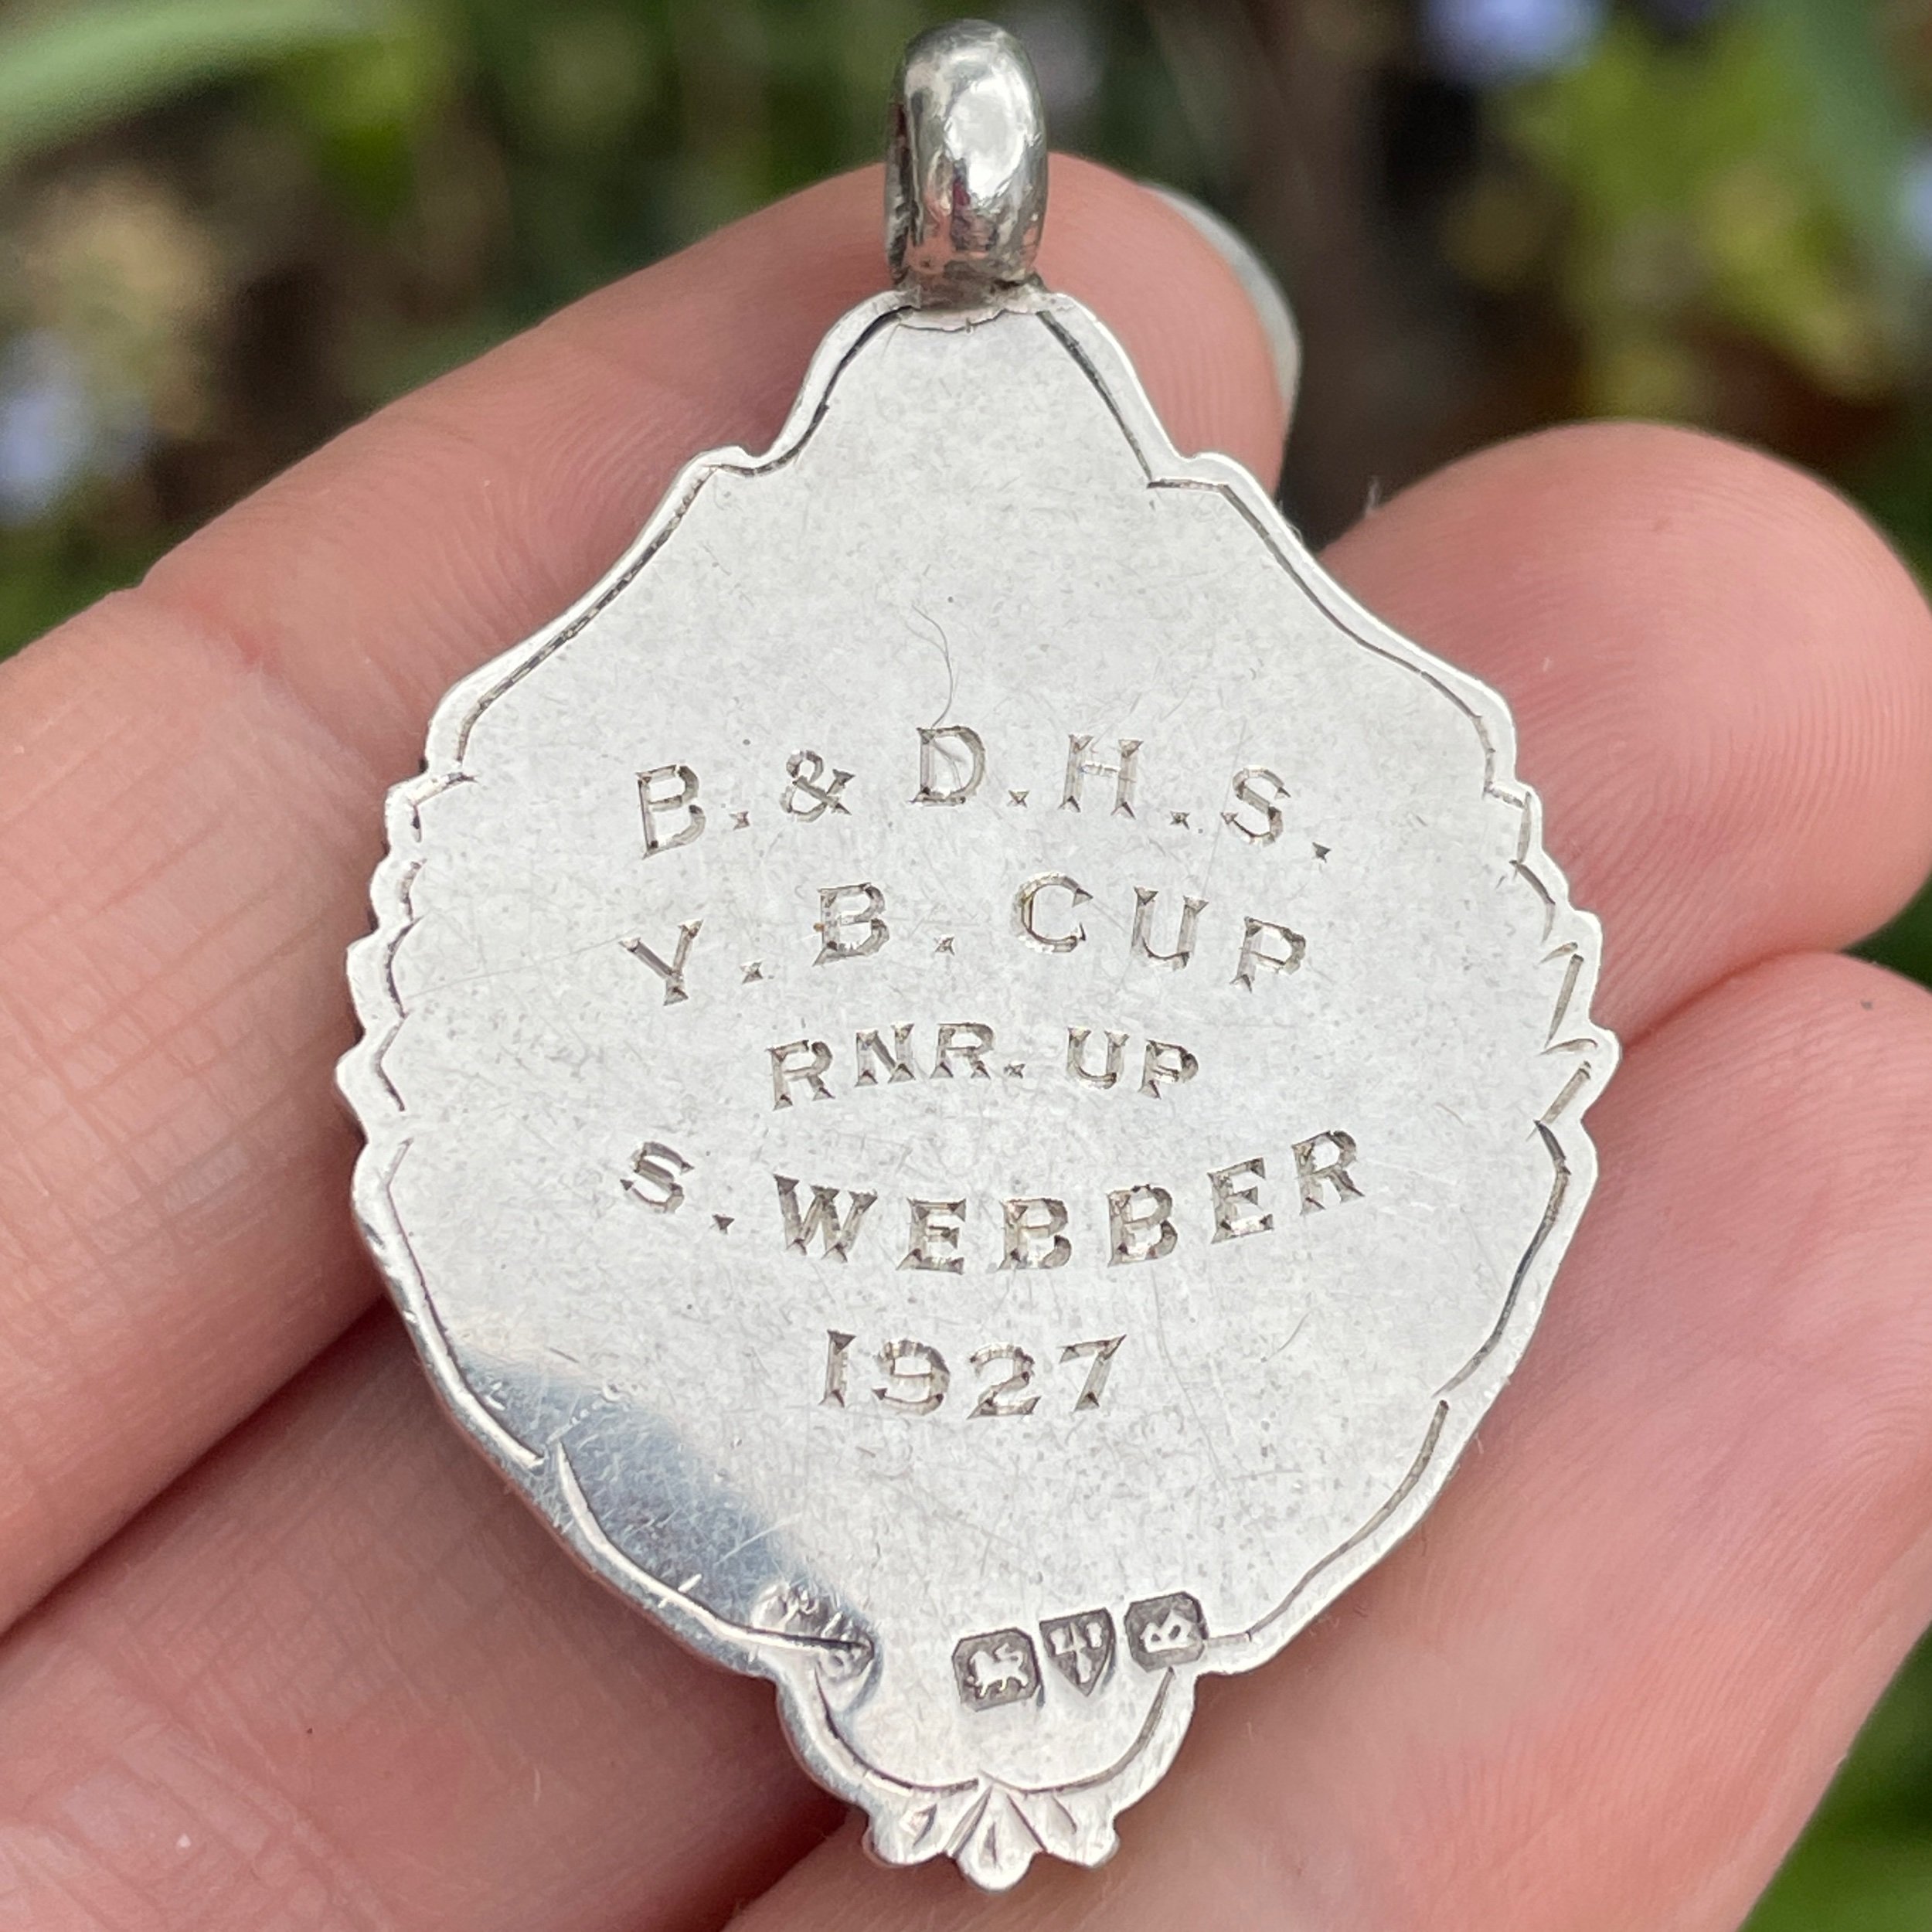 B. & D.H.S.
Y.B. CUP
RNR. UP
S. WEBBER
1927